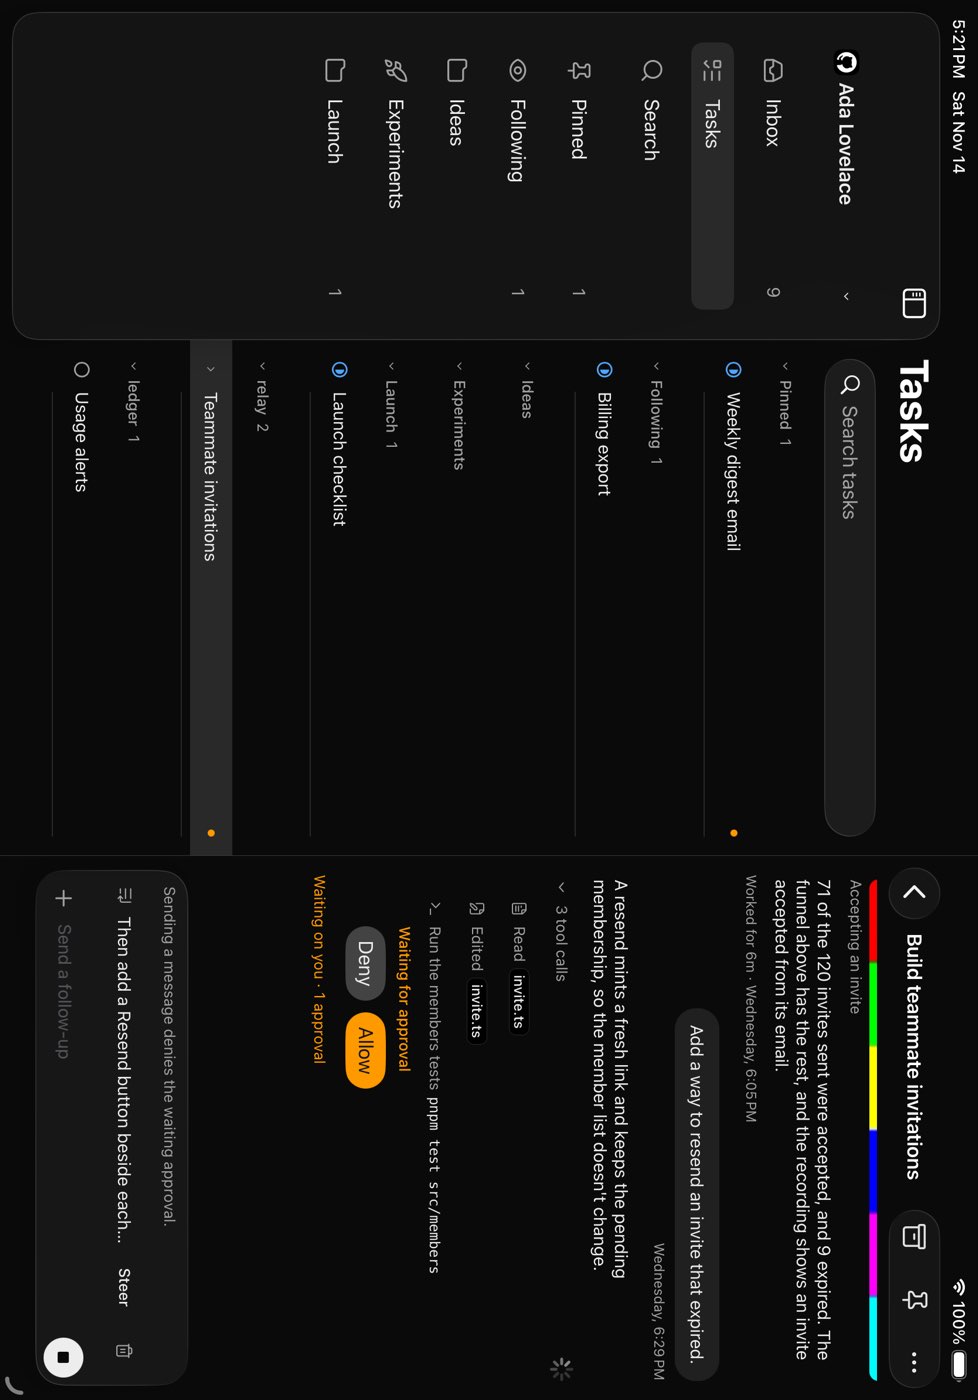 5:21 PM Sat Nov 14
100%
Ada Lovelace
Inbox 9
Tasks
Search
Pinned 1
Following 1
Ideas
Experiments
Launch 1
Tasks
Search tasks
Pinned 1
Weekly digest email
Following 1
Billing export
Ideas
Experiments
Launch 1
Launch checklist
relay 2
Teammate invitations
ledger 1
Usage alerts
Build teammate invitations
Accepting an invite
71 of the 120 invites sent were accepted, and 9 expired. The
funnel above has the rest, and the recording shows an invite
accepted from its email.
Worked for 6m · Wednesday, 6:05 PM
Add a way to resend an invite that expired.
Wednesday, 6:29 PM
A resend mints a fresh link and keeps the pending
membership, so the member list doesn't change.
3 tool calls
Read invite.ts
Edited invite.ts
Run the members tests pnpm test src/members
Waiting for approval
Deny Allow
Waiting on you · 1 approval
Sending a message denies the waiting approval.
Then add a Resend button beside each... Steer
Send a follow-up